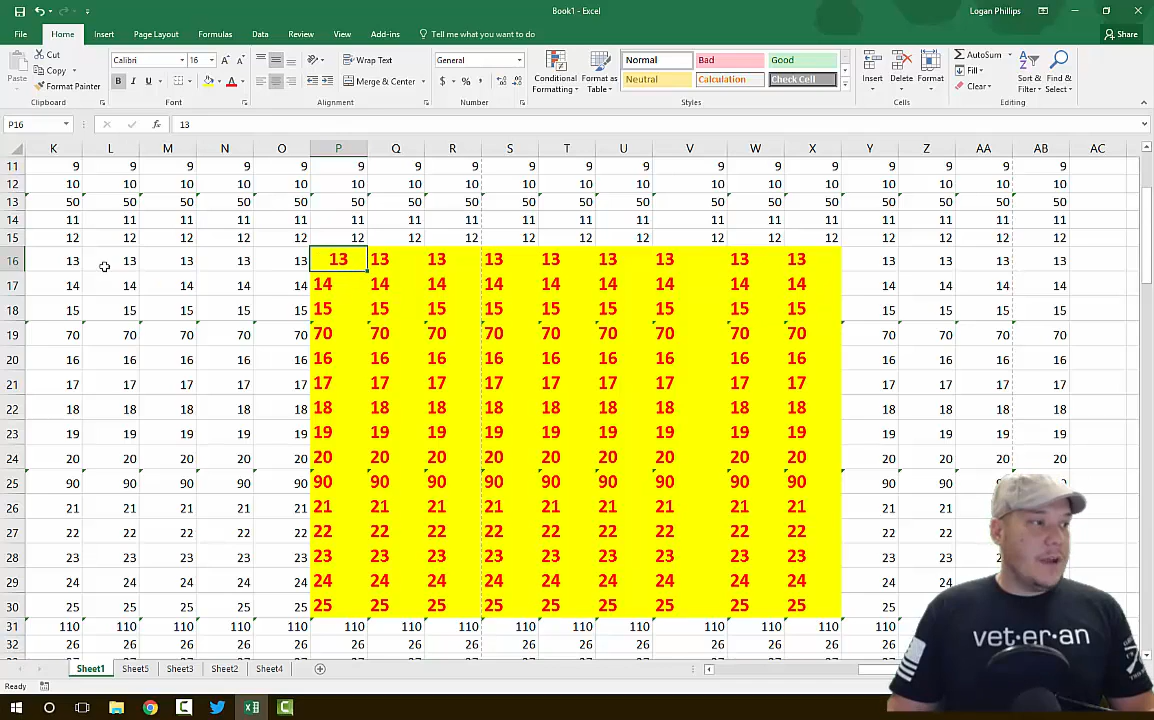 Book1 - Excel
Logan Phillips
File Home Insert Page Layout Formulas Data Review View Add-ins Tell me what you want to do Share
Paste Cut Copy Format Painter
Calibri 16 A A Wrap Text General Conditional Formatting Format as Table Normal Bad Good Insert Delete Format AutoSum Fill Clear Sort & Filter Find & Select
B I U A Merge & Center $ % , Neutral Calculation Check Cell
Clipboard Font Alignment Number Styles Cells Editing
P16 fx 13
K L M N O P Q R S T U V W X Y Z AA AB AC
11 9 9 9 9 9 9 9 9 9 9 9 9 9 9 9 9 9 9
12 10 10 10 10 10 10 10 10 10 10 10 10 10 10 10 10 10 10
13 50 50 50 50 50 50 50 50 50 50 50 50 50 50 50 50 50 50
14 11 11 11 11 11 11 11 11 11 11 11 11 11 11 11 11 11 11
15 12 12 12 12 12 12 12 12 12 12 12 12 12 12 12 12 12 12
16 13 13 13 13 13 13 13 13 13 13 13 13 13 13 13 13 13 13
17 14 14 14 14 14 14 14 14 14 14 14 14 14 14 14 14 14 14
18 15 15 15 15 15 15 15 15 15 15 15 15 15 15 15 15 15 15
19 70 70 70 70 70 70 70 70 70 70 70 70 70 70 70 70 70 70
20 16 16 16 16 16 16 16 16 16 16 16 16 16 16 16 16 16 16
21 17 17 17 17 17 17 17 17 17 17 17 17 17 17 17 17 17 17
22 18 18 18 18 18 18 18 18 18 18 18 18 18 18 18 18 18 18
23 19 19 19 19 19 19 19 19 19 19 19 19 19 19 19 19 19 19
24 20 20 20 20 20 20 20 20 20 20 20 20 20 20 20 20 20 20
25 90 90 90 90 90 90 90 90 90 90 90 90 90 90 90 90 90
26 21 21 21 21 21 21 21 21 21 21 21 21 21 21 21 21
27 22 22 22 22 22 22 22 22 22 22 22 22 22 22 22 22
28 23 23 23 23 23 23 23 23 23 23 23 23 23 23 23 23
29 24 24 24 24 24 24 24 24 24 24 24 24 24 24 24
30 25 25 25 25 25 25 25 25 25 25 25 25 25 25 25
31 110 110 110 110 110 110 110 110 110 110 110 110 110 110 110
32 26 26 26 26 26 26 26 26 26 26 26 26 26 26 26
vet·er·an
Sheet1 Sheet5 Sheet3 Sheet2 Sheet4
Ready